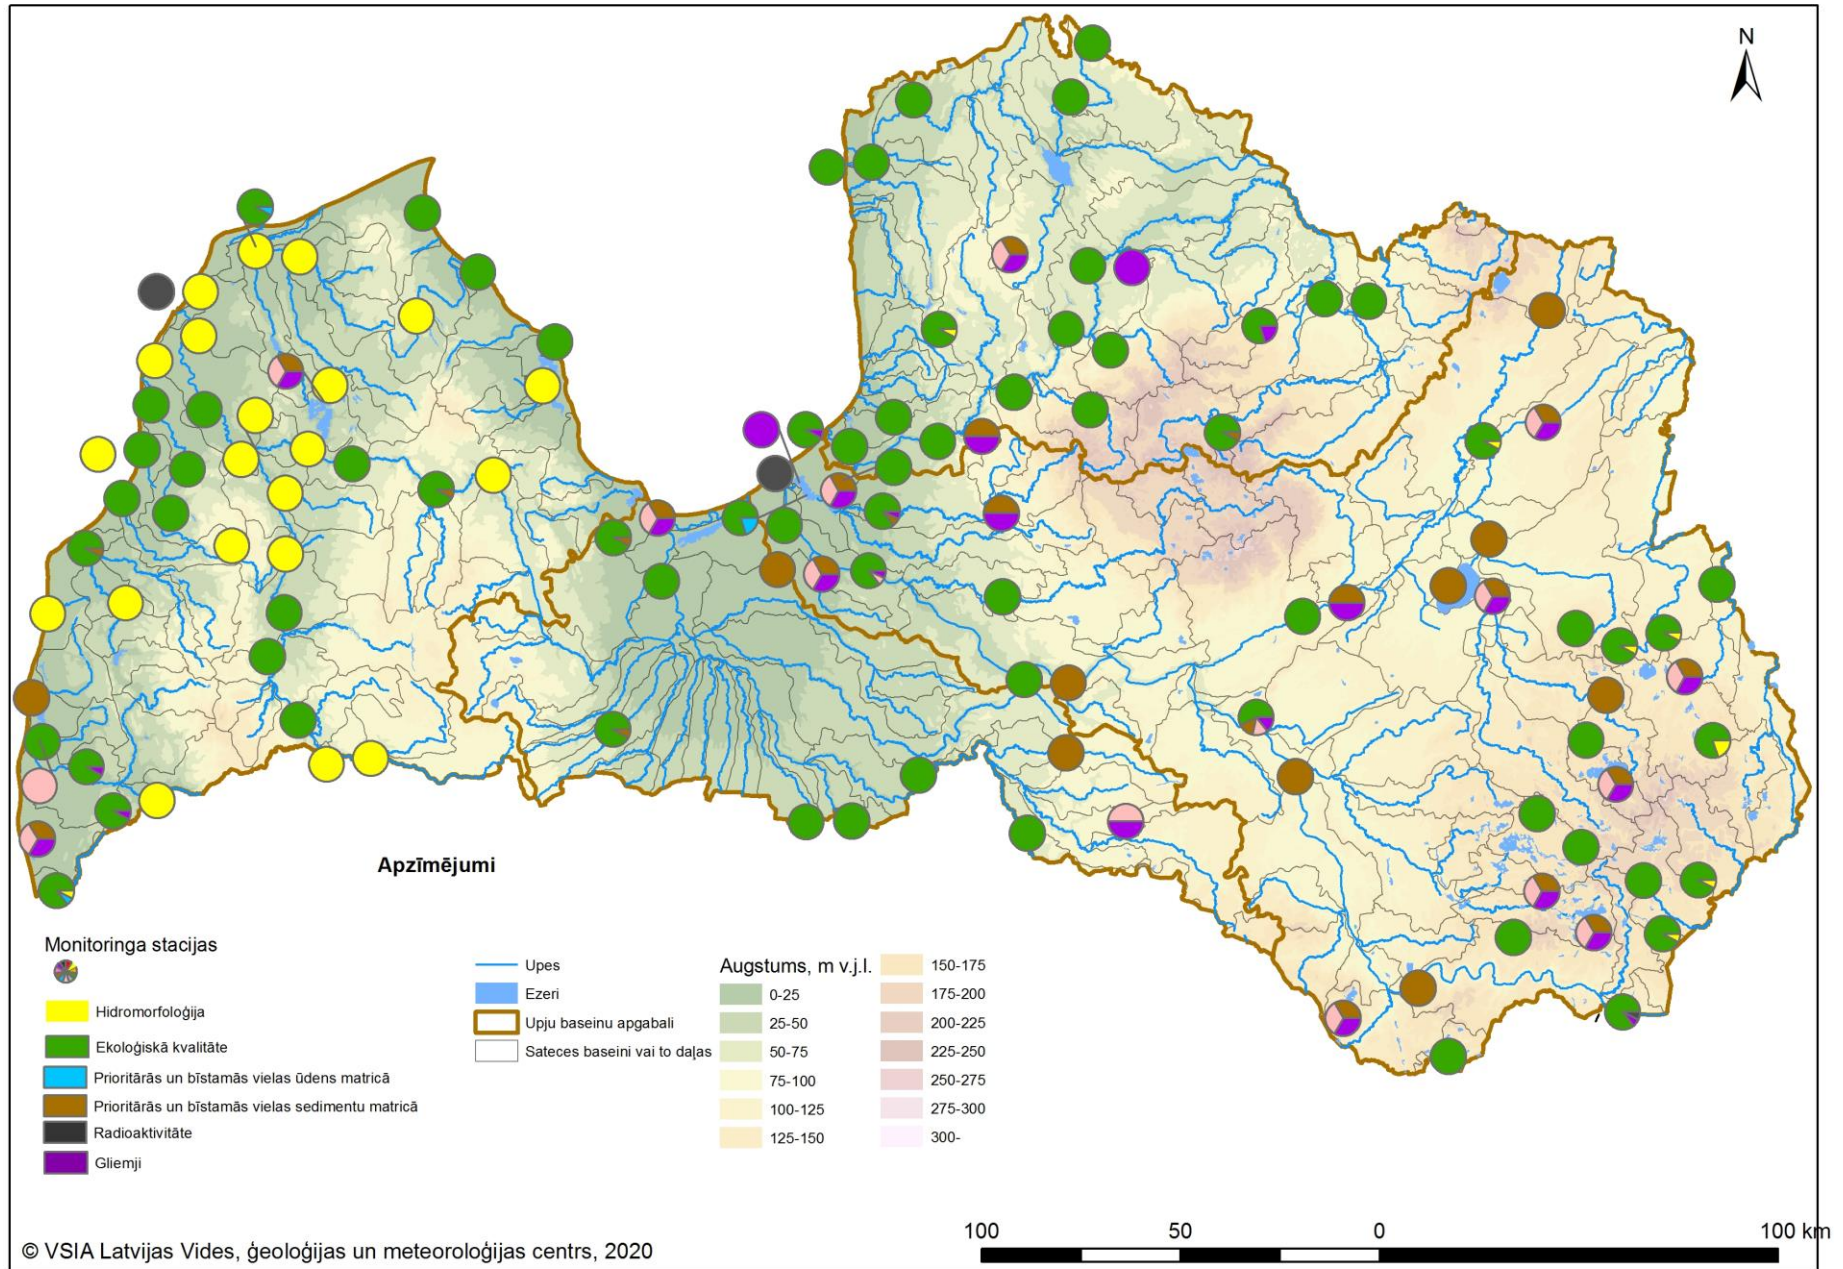 N
Apzīmējumi
Monitoringa stacijas
Hidromorfoloģija
Ekoloģiskā kvalitāte
Prioritārās un bīstamās vielas ūdens matricā
Prioritārās un bīstamās vielas sedimentu matricā
Radioaktivitāte
Gliemji
Upes
Ezeri
Upju baseinu apgabali
Sateces baseini vai to daļas
Augstums, m v.j.l.
0-25
25-50
50-75
75-100
100-125
125-150
150-175
175-200
200-225
225-250
250-275
275-300
300-
100 50 0 100 km
© VSIA Latvijas Vides, ģeoloģijas un meteoroloģijas centrs, 2020